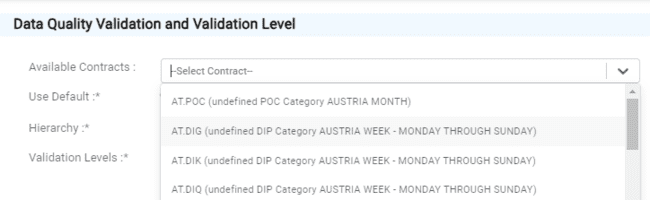 Data Quality Validation and Validation Level
Available Contracts :
--Select Contract--
Use Default :*
AT.POC (undefined POC Category AUSTRIA MONTH)
Hierarchy :*
AT.DIG (undefined DIP Category AUSTRIA WEEK - MONDAY THROUGH SUNDAY)
Validation Levels :*
AT.DIK (undefined DIP Category AUSTRIA WEEK - MONDAY THROUGH SUNDAY)
AT.DIQ (undefined DIP Category AUSTRIA WEEK - MONDAY THROUGH SUNDAY)